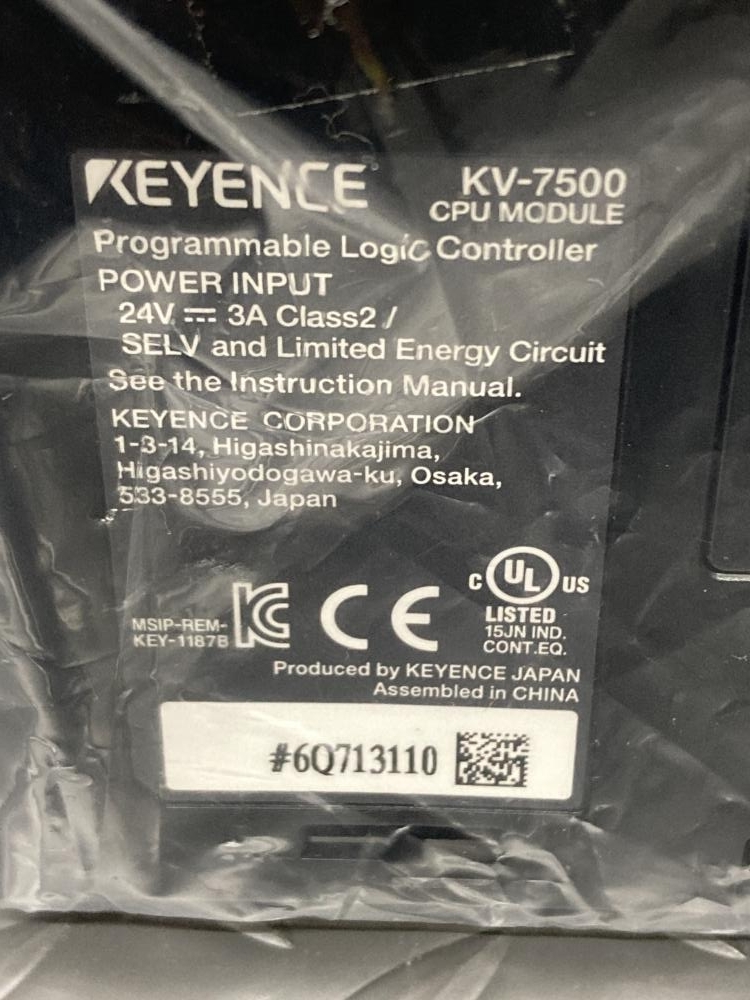 KEYENCE
KV-7500
CPU MODULE
Programmable Logic Controller
POWER INPUT
24V ⎓ 3A Class2 /
SELV and Limited Energy Circuit
See the Instruction Manual.
KEYENCE CORPORATION
1-3-14, Higashinakajima,
Higashiyodogawa-ku, Osaka,
533-8555, Japan
MSIP-REM-
KEY-1187B
CE
C UL US
LISTED
15JN IND.
CONT.EQ.
Produced by KEYENCE JAPAN
Assembled in CHINA
#6Q713110